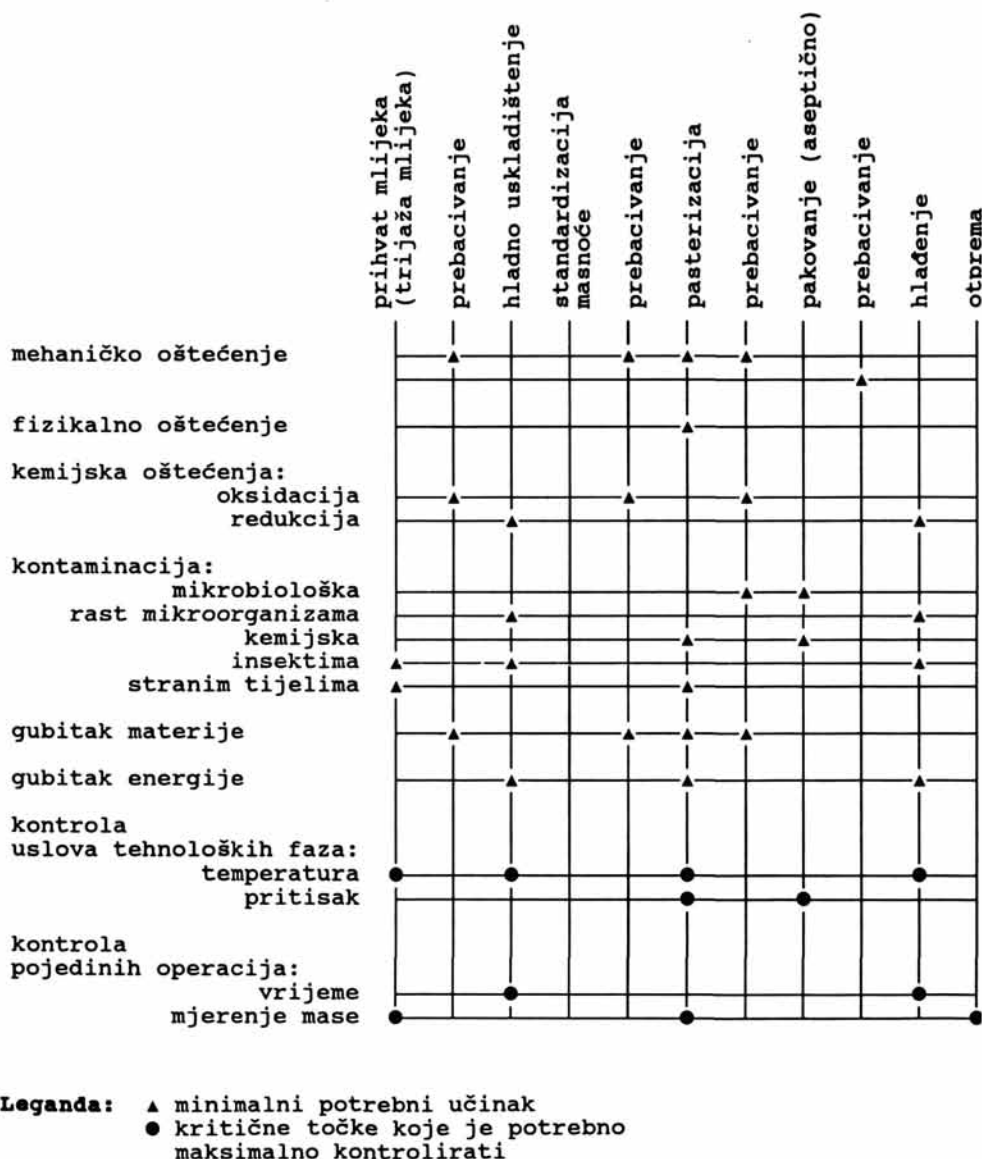 prihvat mlijeka
(trijaža mlijeka)
prebacivanje
hladno uskladištenje
standardizacija
masnoće
prebacivanje
pasterizacija
prebacivanje
pakovanje (aseptično)
prebacivanje
hlađenje
otprema
mehaničko oštećenje
fizikalno oštećenje
kemijska oštećenja:
oksidacija
redukcija
kontaminacija:
mikrobiološka
rast mikroorganizama
kemijska
insektima
stranim tijelima
gubitak materije
gubitak energije
kontrola
uslova tehnoloških faza:
temperatura
pritisak
kontrola
pojedinih operacija:
vrijeme
mjerenje mase
Leganda: ▲ minimalni potrebni učinak
● kritične točke koje je potrebno
maksimalno kontrolirati